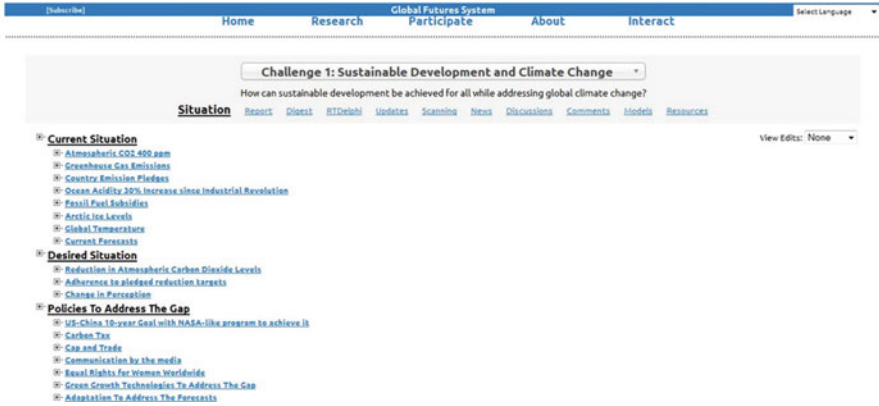 [Subscribe] Global Futures System Select Language
Home Research Participate About Interact
Challenge 1: Sustainable Development and Climate Change
How can sustainable development be achieved for all while addressing global climate change?
Situation Report Digest RTDelphi Updates Scanning News Discussions Comments Models Resources
View Edits: None
Current Situation
Atmospheric CO2 400 ppm
Greenhouse Gas Emissions
Country Emission Pledges
Ocean Acidity 30% Increase since Industrial Revolution
Fossil Fuel Subsidies
Arctic Ice Levels
Global Temperature
Current Forecasts
Desired Situation
Reduction in Atmospheric Carbon Dioxide Levels
Adherence to pledged reduction targets
Change in Perception
Policies To Address The Gap
US-China 10-year Goal with NASA-like program to achieve it
Carbon Tax
Cap and Trade
Communication by the media
Equal Rights for Women Worldwide
Green Growth Technologies To Address The Gap
Adaptation To Address The Forecasts